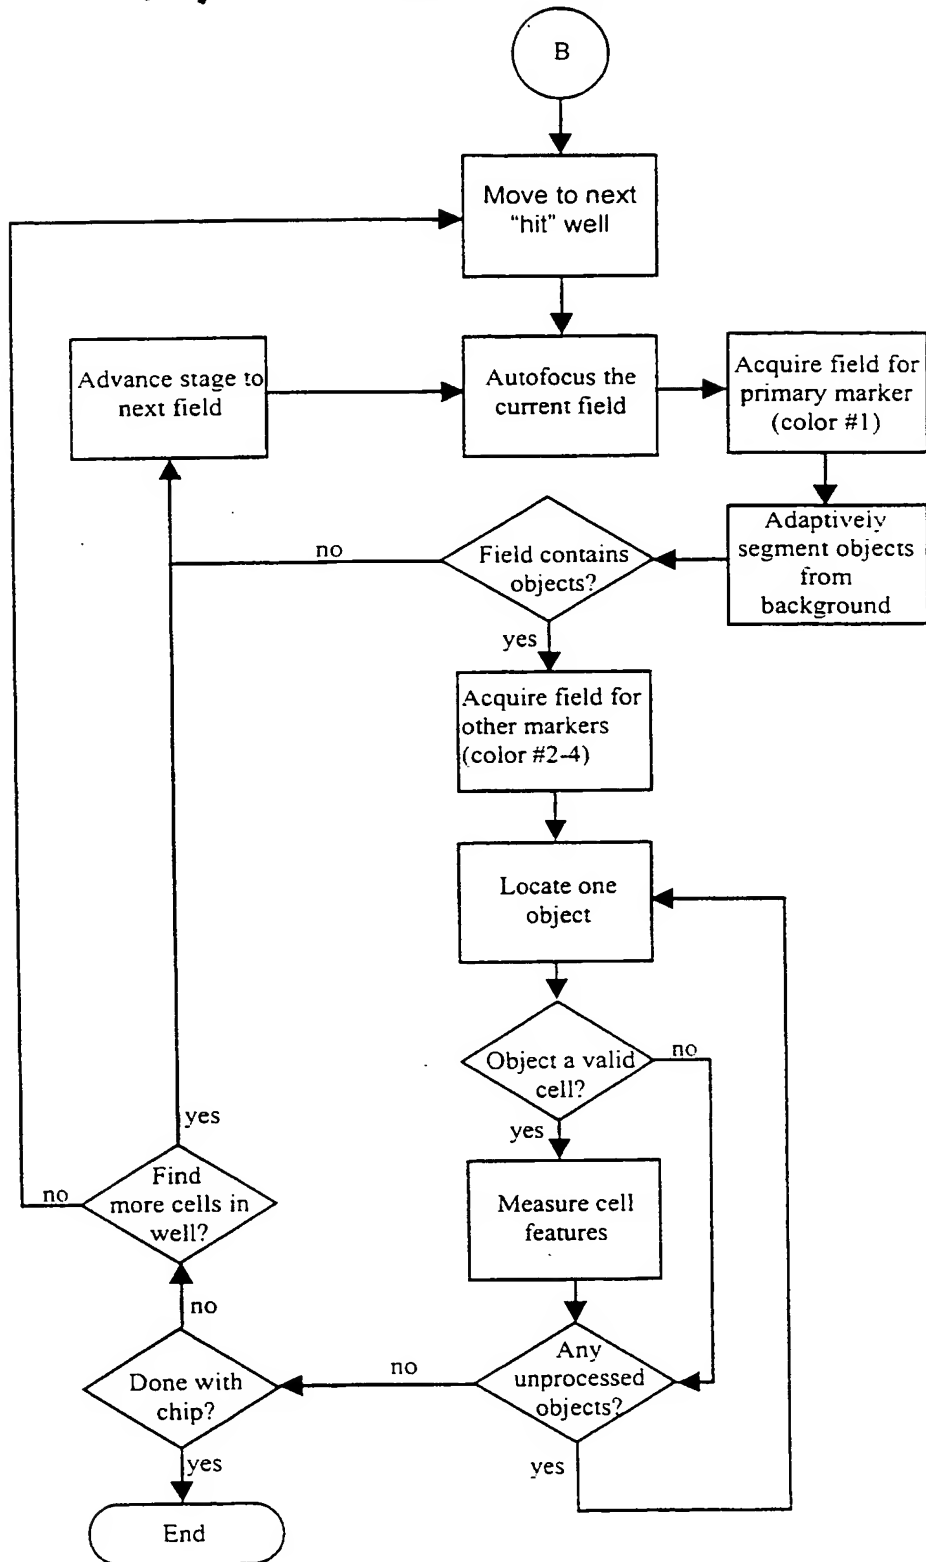 B
Move to next
“hit” well
Advance stage to
next field
Autofocus the
current field
Acquire field for
primary marker
(color #1)
Adaptively
segment objects
from
background
Field contains
objects?
no
yes
Acquire field for
other markers
(color #2-4)
Locate one
object
Object a valid
cell?
no
yes
Measure cell
features
Any
unprocessed
objects?
yes
no
Done with
chip?
no
yes
Find
more cells in
well?
yes
no
End